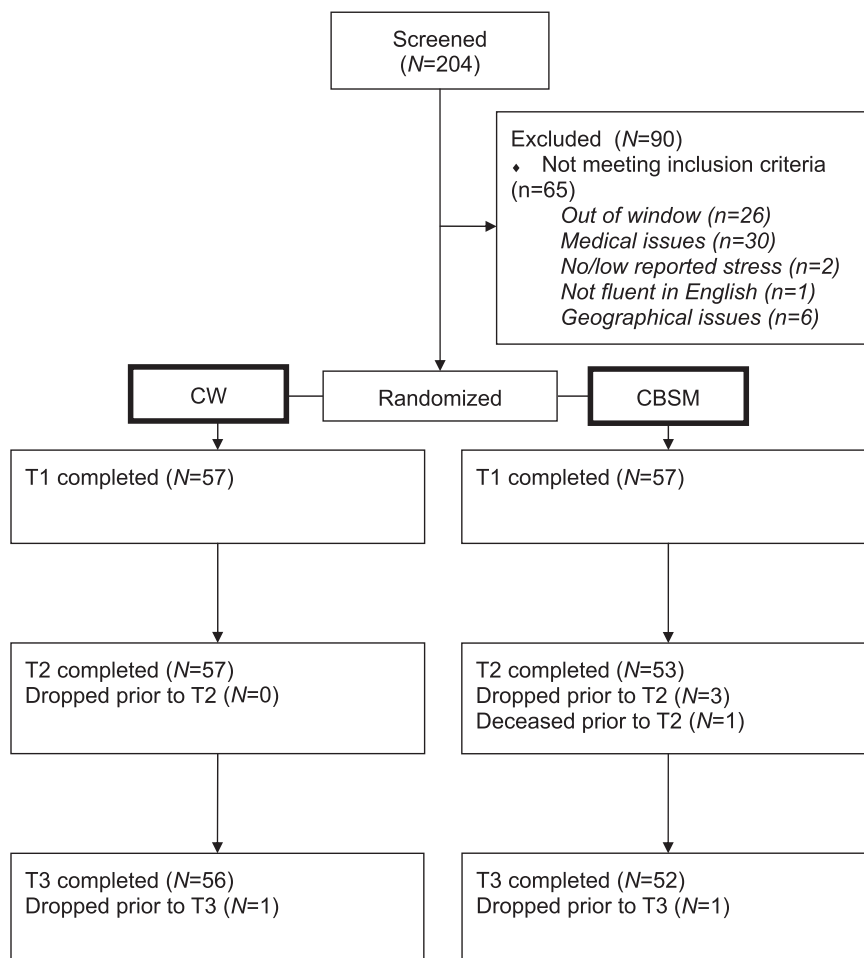 Screened
(N=204)
Excluded (N=90)
♦ Not meeting inclusion criteria
(n=65)
Out of window (n=26)
Medical issues (n=30)
No/low reported stress (n=2)
Not fluent in English (n=1)
Geographical issues (n=6)
CW
Randomized
CBSM
T1 completed (N=57)
T1 completed (N=57)
T2 completed (N=57)
Dropped prior to T2 (N=0)
T2 completed (N=53)
Dropped prior to T2 (N=3)
Deceased prior to T2 (N=1)
T3 completed (N=56)
Dropped prior to T3 (N=1)
T3 completed (N=52)
Dropped prior to T3 (N=1)